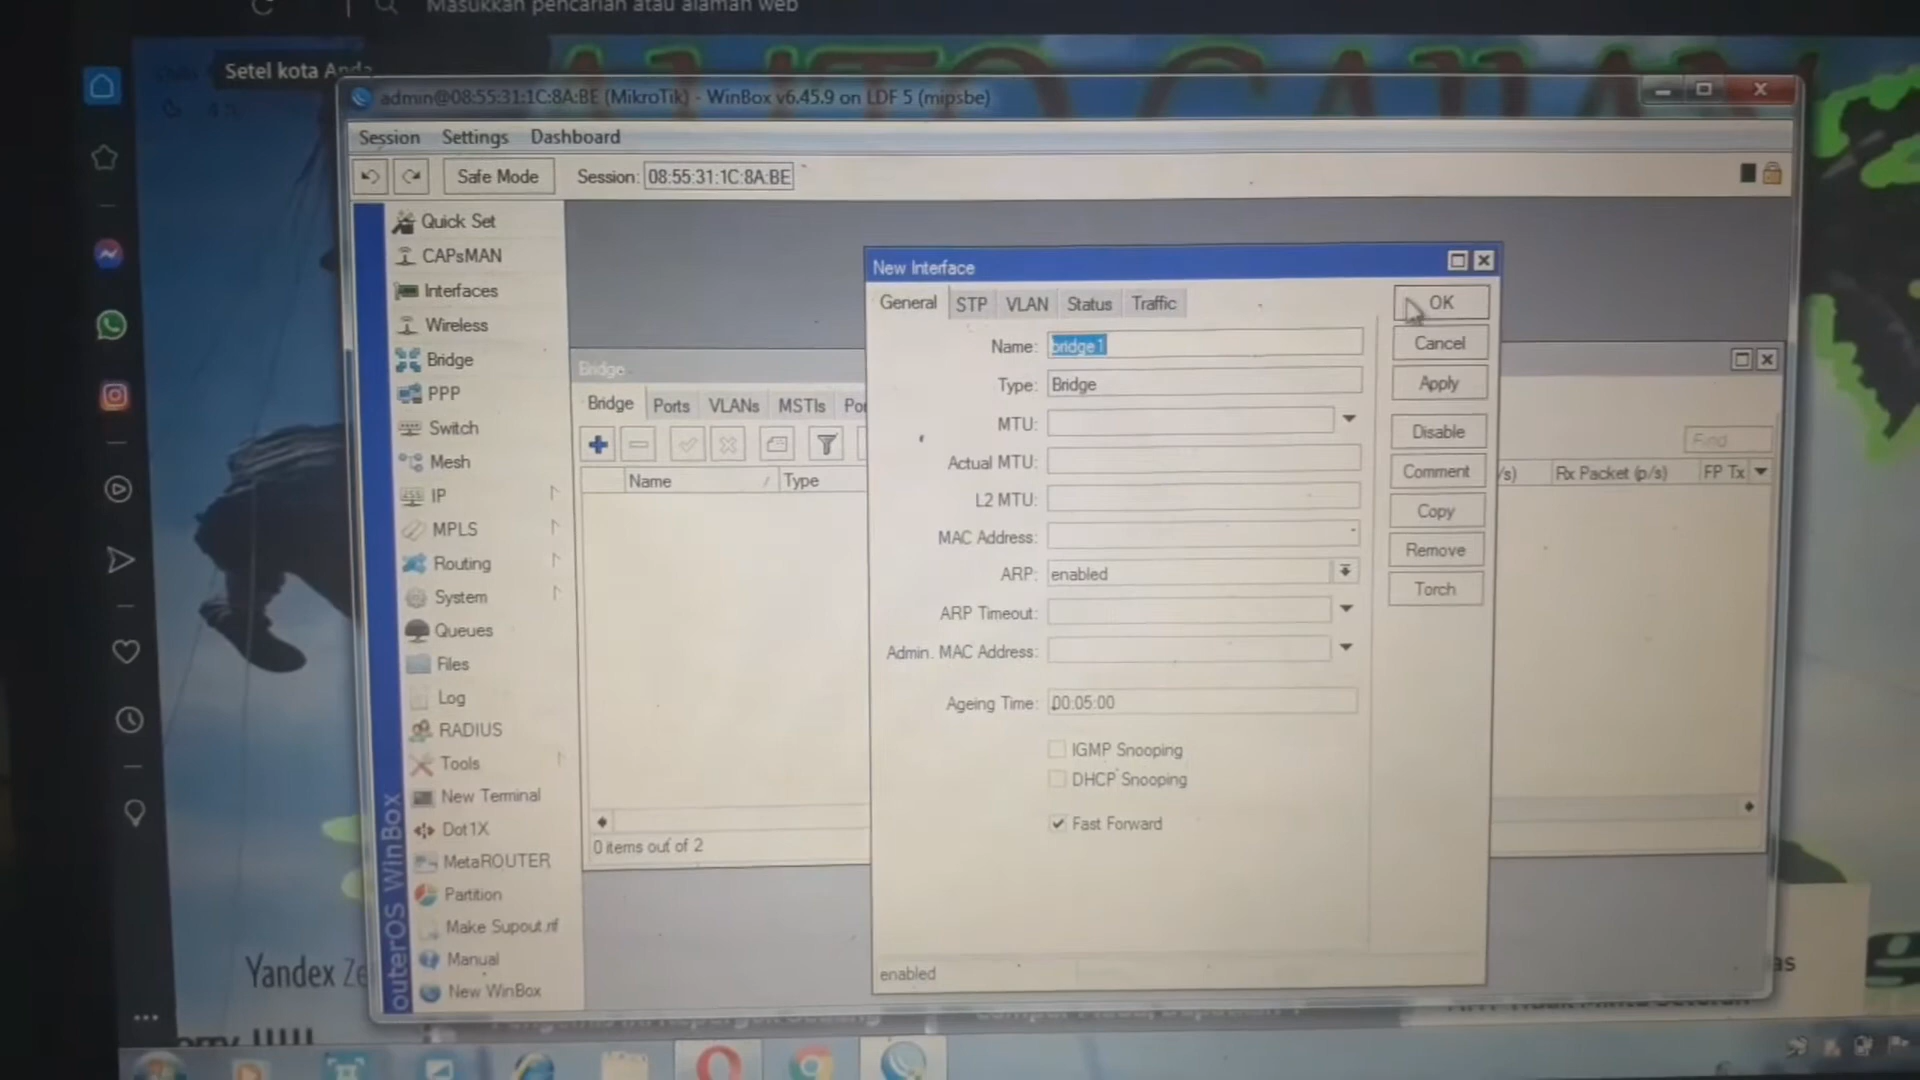 Masukkan pencarian atau alamat web
Setel kota Anda
admin@08:55:31:1C:8A:BE (MikroTik) - WinBox v6.45.9 on LDF 5 (mipsbe)
Session Settings Dashboard
Safe Mode Session: 08:55:31:1C:8A:BE
Quick Set
CAPsMAN
Interfaces
Wireless
Bridge
PPP
Switch
Mesh
IP
MPLS
Routing
System
Queues
Files
Log
RADIUS
Tools
New Terminal
Dot1X
MetaROUTER
Partition
Make Supout.rif
Manual
New WinBox
outerOS WinBox
Bridge
Bridge Ports VLANs MSTIs Por
Name Type
0 items out of 2
Find
/s) Rx Packet (p/s) FP Tx
New Interface
General STP VLAN Status Traffic
Name: bridge1
Type: Bridge
MTU:
Actual MTU:
L2 MTU:
MAC Address:
ARP: enabled
ARP Timeout:
Admin. MAC Address:
Ageing Time: 00:05:00
IGMP Snooping
DHCP Snooping
Fast Forward
enabled
OK
Cancel
Apply
Disable
Comment
Copy
Remove
Torch
Yandex Ze
as